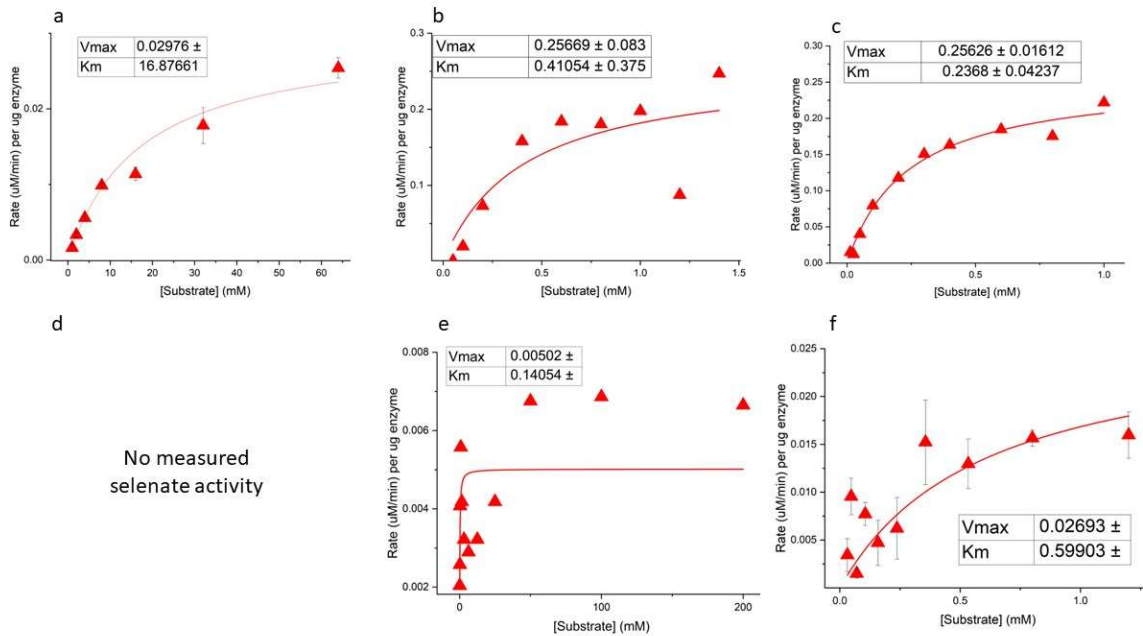 a
Vmax 0.02976 ±
Km 16.87661
Rate (uM/min) per ug enzyme
0.02
0.00
0 10 20 30 40 50 60
[Substrate] (mM)
b
Vmax 0.25669 ± 0.083
Km 0.41054 ± 0.375
Rate (uM/min) per ug enzyme
0.3
0.2
0.1
0.0 0.5 1.0 1.5
[Substrate] (mM)
c
Vmax 0.25626 ± 0.01612
Km 0.2368 ± 0.04237
Rate (uM/min) per ug enzyme
0.30
0.25
0.20
0.15
0.10
0.05
0.00
0.0 0.2 0.4 0.6 0.8 1.0
[Substrate] (mM)
d
No measured
selenate activity
e
Vmax 0.00502 ±
Km 0.14054 ±
Rate (uM/min) per ug enzyme
0.008
0.006
0.004
0.002
0 100 200
[Substrate] (mM)
f
Vmax 0.02693 ±
Km 0.59903 ±
Rate (uM/min) per ug enzyme
0.025
0.020
0.015
0.010
0.005
0.0 0.5 1.0
[Substrate] (mM)